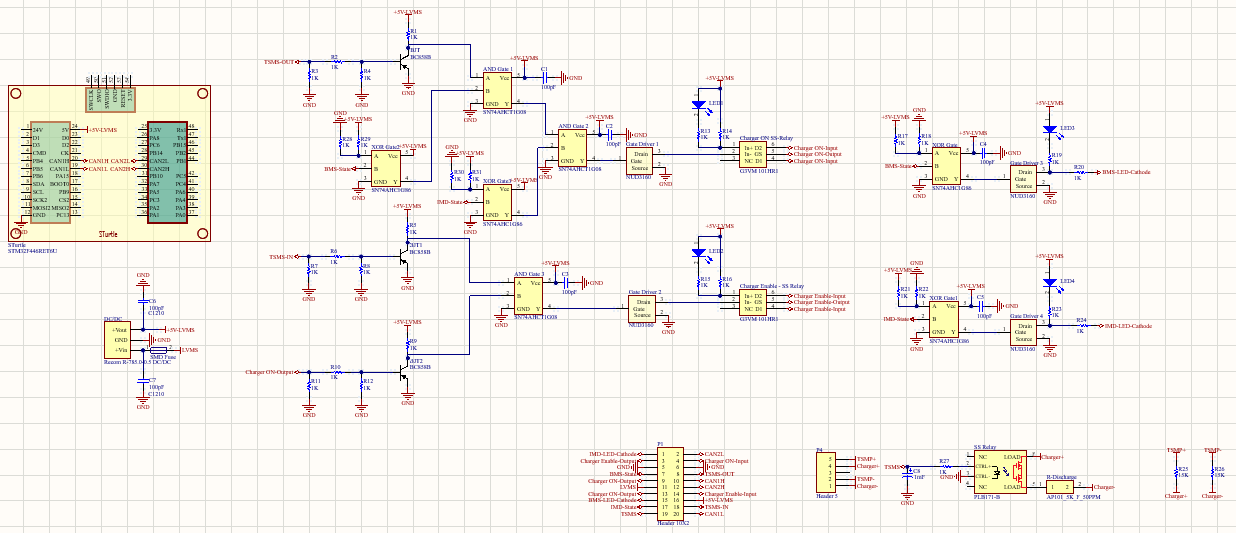 +5V-LVMS
R1
1K
BJT
BC858B
TSMS-OUT
R2
1K
R3
1K
R4
1K
GND
GND
GND
AND Gate 1
A
B
GND
Vcc
Y
SN74AHC1G08
+5V-LVMS
C1
100pF
GND
GND
AND Gate 2
A
B
GND
Vcc
Y
SN74AHC1G08
+5V-LVMS
C2
100pF
GND
GND
GND
+5V-LVMS
R28
1K
R29
1K
XOR Gate2
A
B
GND
Vcc
Y
SN74AHC1G86
+5V-LVMS
BMS-State
GND
GND
+5V-LVMS
R30
1K
R31
1K
XOR Gate3
A
B
GND
Vcc
Y
SN74AHC1G86
+5V-LVMS
IMD-State
GND
Gate Driver 1
Drain
Gate
Source
NUD3160
GND
+5V-LVMS
LED1
R13
1K
R14
1K
Charger ON SS-Relay
In+ D2
In- GS
NC D1
G3VM 101HR1
Charger ON-Input
Charger ON-Output
Charger ON-Input
+5V-LVMS
R17
1K
R18
1K
GND
XOR Gate
A
B
GND
Vcc
Y
SN74AHC1G86
+5V-LVMS
C4
100pF
GND
BMS-State
GND
Gate Driver 3
Drain
Gate
Source
NUD3160
+5V-LVMS
LED3
R19
1K
R20
1K
BMS-LED-Cathode
GND
SWCLK
SWO
SWDIO
GND
RESET
3.3V
24V
D1
D3
CMD
PB4
PB5
PB6
SDA
SCL
SCK2
MOSI2
GND
5V
D0
D2
CK
CAN1H
CAN1L
PA15
BOOT0
PB9
CS2
MISO2
PC13
+5V-LVMS
CAN1H CAN2L
CAN1L CAN2H
3.3V
PA8
PC6
PB14
CAN2L
CAN2H
PB10
PA7
PA5
PC3
PA2
PA1
GND
STurtle
STurtle
STM32F446RET6U
+5V-LVMS
R5
1K
BJT1
BC858B
TSMS-IN
R6
1K
R7
1K
R8
1K
GND
GND
GND
AND Gate 3
A
B
GND
Vcc
Y
SN74AHC1G08
+5V-LVMS
C3
100pF
GND
GND
Gate Driver 2
Drain
Gate
Source
NUD3160
GND
+5V-LVMS
LED2
R15
1K
R16
1K
Charger Enable - SS Relay
In+ D2
In- GS
NC D1
G3VM 101HR1
Charger Enable-Input
Charger Enable-Output
Charger Enable-Input
GND
+5V-LVMS
R21
1K
R22
1K
XOR Gate1
A
B
GND
Vcc
Y
SN74AHC1G86
+5V-LVMS
C5
100pF
GND
IMD-State
GND
Gate Driver 4
Drain
Gate
Source
NUD3160
+5V-LVMS
LED4
R23
1K
R24
1K
IMD-LED-Cathode
GND
GND
C6
100pF
C1210
DC/DC
+Vout
GND
+Vin
+5V-LVMS
GND
SMD Fuse
LVMS
Recom R-785.0-0.5 DC/DC
C7
100pF
C1210
GND
+5V-LVMS
R9
1K
BJT2
BC858B
Charger ON-Output
R10
1K
R11
1K
R12
1K
GND
GND
GND
P1
IMD-LED-Cathode 1 2 CAN2L
Charger Enable-Output 3 4 Charger ON-Input
GND 5 6 GND
BMS-State 7 8 TSMS-OUT
Charger ON-Output 9 10 CAN1H
LVMS 11 12 CAN2H
Charger ON-Output 13 14 Charger Enable-Input
BMS-LED-Cathode 15 16 +5V-LVMS
IMD-State 17 18 TSMS-IN
TSMS 19 20 CAN1L
Header 10X2
P4
5 TSMP+
4 Charger+
3
2 TSMP-
1 Charger-
Header 5
TSMS
C8
1mF
GND
R27
1K
GND
SS Relay
NC
CTRL+
CTRL-
NC
LOAD
LOAD
PLB171-B
Charger+
R-Discharge
1 2
AP101_5K_F_50PPM
Charger-
TSMP+
R25
15K
Charger+
TSMP-
R26
15K
Charger-